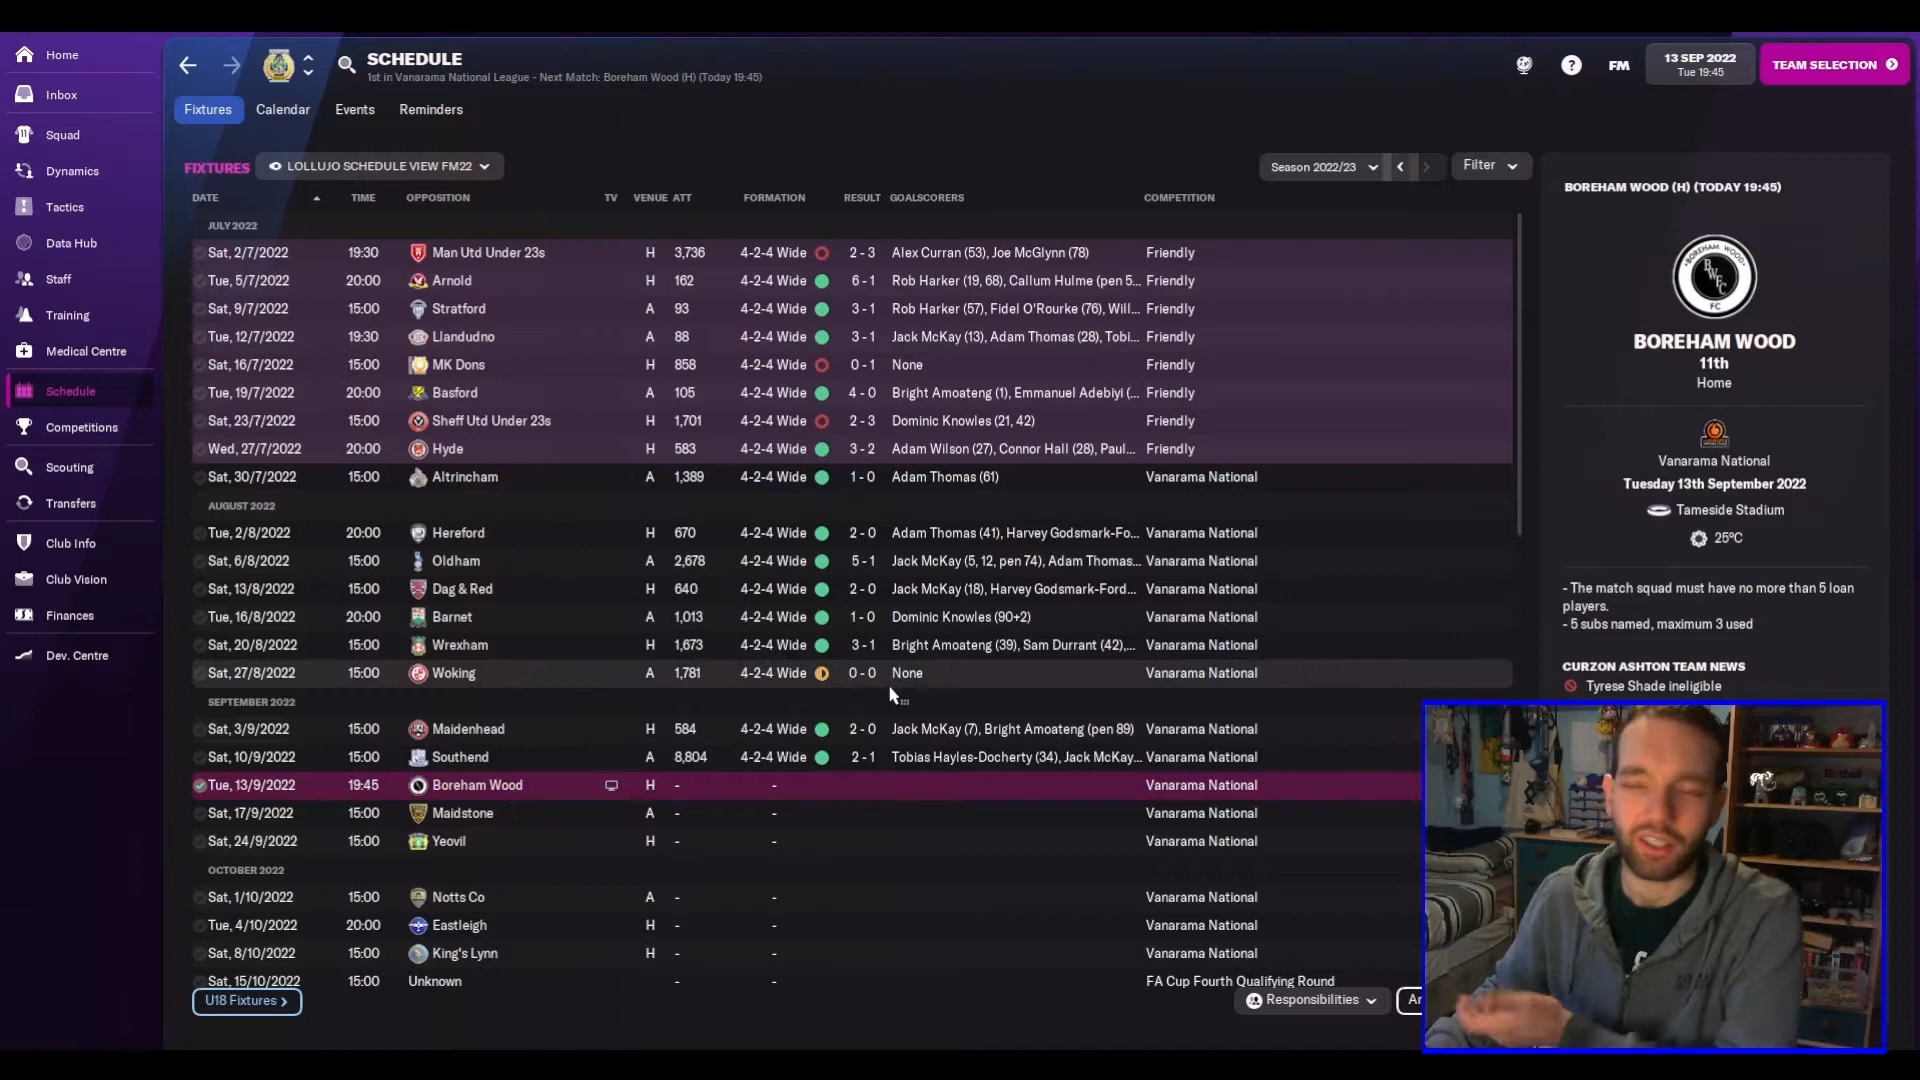 Home
Inbox
Squad
Dynamics
Tactics
Data Hub
Staff
Training
Medical Centre
Schedule
Competitions
Scouting
Transfers
Club Info
Club Vision
Finances
Dev. Centre
SCHEDULE
1st in Vanarama National League - Next Match: Boreham Wood (H) (Today 19:45)
FM
13 SEP 2022
Tue 19:45
TEAM SELECTION
Fixtures Calendar Events Reminders
FIXTURES LOLLUJO SCHEDULE VIEW FM22 Season 2022/23 Filter
DATE TIME OPPOSITION TV VENUE ATT FORMATION RESULT GOALSCORERS COMPETITION
JULY 2022
Sat, 2/7/2022 19:30 Man Utd Under 23s H 3,736 4-2-4 Wide 2 - 3 Alex Curran (53), Joe McGlynn (78) Friendly
Tue, 5/7/2022 20:00 Arnold H 162 4-2-4 Wide 6 - 1 Rob Harker (19, 68), Callum Hulme (pen 5... Friendly
Sat, 9/7/2022 15:00 Stratford A 93 4-2-4 Wide 3 - 1 Rob Harker (57), Fidel O'Rourke (76), Will... Friendly
Tue, 12/7/2022 19:30 Llandudno A 88 4-2-4 Wide 3 - 1 Jack McKay (13), Adam Thomas (28), Tobi... Friendly
Sat, 16/7/2022 15:00 MK Dons H 858 4-2-4 Wide 0 - 1 None Friendly
Tue, 19/7/2022 20:00 Basford A 105 4-2-4 Wide 4 - 0 Bright Amoateng (1), Emmanuel Adebiyi (... Friendly
Sat, 23/7/2022 15:00 Sheff Utd Under 23s H 1,701 4-2-4 Wide 2 - 3 Dominic Knowles (21, 42) Friendly
Wed, 27/7/2022 20:00 Hyde H 583 4-2-4 Wide 3 - 2 Adam Wilson (27), Connor Hall (28), Paul... Friendly
Sat, 30/7/2022 15:00 Altrincham A 1,389 4-2-4 Wide 1 - 0 Adam Thomas (61) Vanarama National
AUGUST 2022
Tue, 2/8/2022 20:00 Hereford H 670 4-2-4 Wide 2 - 0 Adam Thomas (41), Harvey Godsmark-Fo... Vanarama National
Sat, 6/8/2022 15:00 Oldham A 2,678 4-2-4 Wide 5 - 1 Jack McKay (5, 12, pen 74), Adam Thomas... Vanarama National
Sat, 13/8/2022 15:00 Dag & Red H 640 4-2-4 Wide 2 - 0 Jack McKay (18), Harvey Godsmark-Ford... Vanarama National
Tue, 16/8/2022 20:00 Barnet A 1,013 4-2-4 Wide 1 - 0 Dominic Knowles (90+2) Vanarama National
Sat, 20/8/2022 15:00 Wrexham H 1,673 4-2-4 Wide 3 - 1 Bright Amoateng (39), Sam Durrant (42),... Vanarama National
Sat, 27/8/2022 15:00 Woking A 1,781 4-2-4 Wide 0 - 0 None Vanarama National
SEPTEMBER 2022
Sat, 3/9/2022 15:00 Maidenhead H 584 4-2-4 Wide 2 - 0 Jack McKay (7), Bright Amoateng (pen 89) Vanarama National
Sat, 10/9/2022 15:00 Southend A 8,804 4-2-4 Wide 2 - 1 Tobias Hayles-Docherty (34), Jack McKay... Vanarama National
Tue, 13/9/2022 19:45 Boreham Wood H - - Vanarama National
Sat, 17/9/2022 15:00 Maidstone A - - Vanarama National
Sat, 24/9/2022 15:00 Yeovil H - - Vanarama National
OCTOBER 2022
Sat, 1/10/2022 15:00 Notts Co A - - Vanarama National
Tue, 4/10/2022 20:00 Eastleigh H - - Vanarama National
Sat, 8/10/2022 15:00 King's Lynn H - - Vanarama National
Sat, 15/10/2022 15:00 Unknown - - FA Cup Fourth Qualifying Round
U18 Fixtures Responsibilities
BOREHAM WOOD (H) (TODAY 19:45)
BOREHAM WOOD
BWFC
FC
BOREHAM WOOD
11th
Home
Vanarama National
Tuesday 13th September 2022
Tameside Stadium
25°C
- The match squad must have no more than 5 loan
players.
- 5 subs named, maximum 3 used
CURZON ASHTON TEAM NEWS
Tyrese Shade ineligible